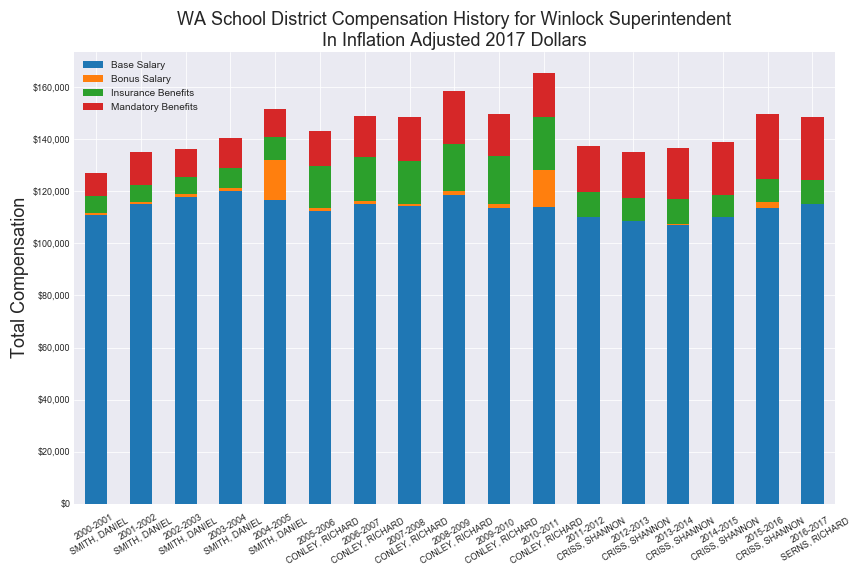 WA School District Compensation History for Winlock Superintendent
In Inflation Adjusted 2017 Dollars
Base Salary
Bonus Salary
Insurance Benefits
Mandatory Benefits
Total Compensation
$160,000
$140,000
$120,000
$100,000
$80,000
$60,000
$40,000
$20,000
$0
2000-2001
SMITH, DANIEL
2001-2002
SMITH, DANIEL
2002-2003
SMITH, DANIEL
2003-2004
SMITH, DANIEL
2004-2005
SMITH, DANIEL
2005-2006
CONLEY, RICHARD
2006-2007
CONLEY, RICHARD
2007-2008
CONLEY, RICHARD
2008-2009
CONLEY, RICHARD
2009-2010
CONLEY, RICHARD
2010-2011
CONLEY, RICHARD
2011-2012
CRISS, SHANNON
2012-2013
CRISS, SHANNON
2013-2014
CRISS, SHANNON
2014-2015
CRISS, SHANNON
2015-2016
CRISS, SHANNON
2016-2017
SERNS, RICHARD